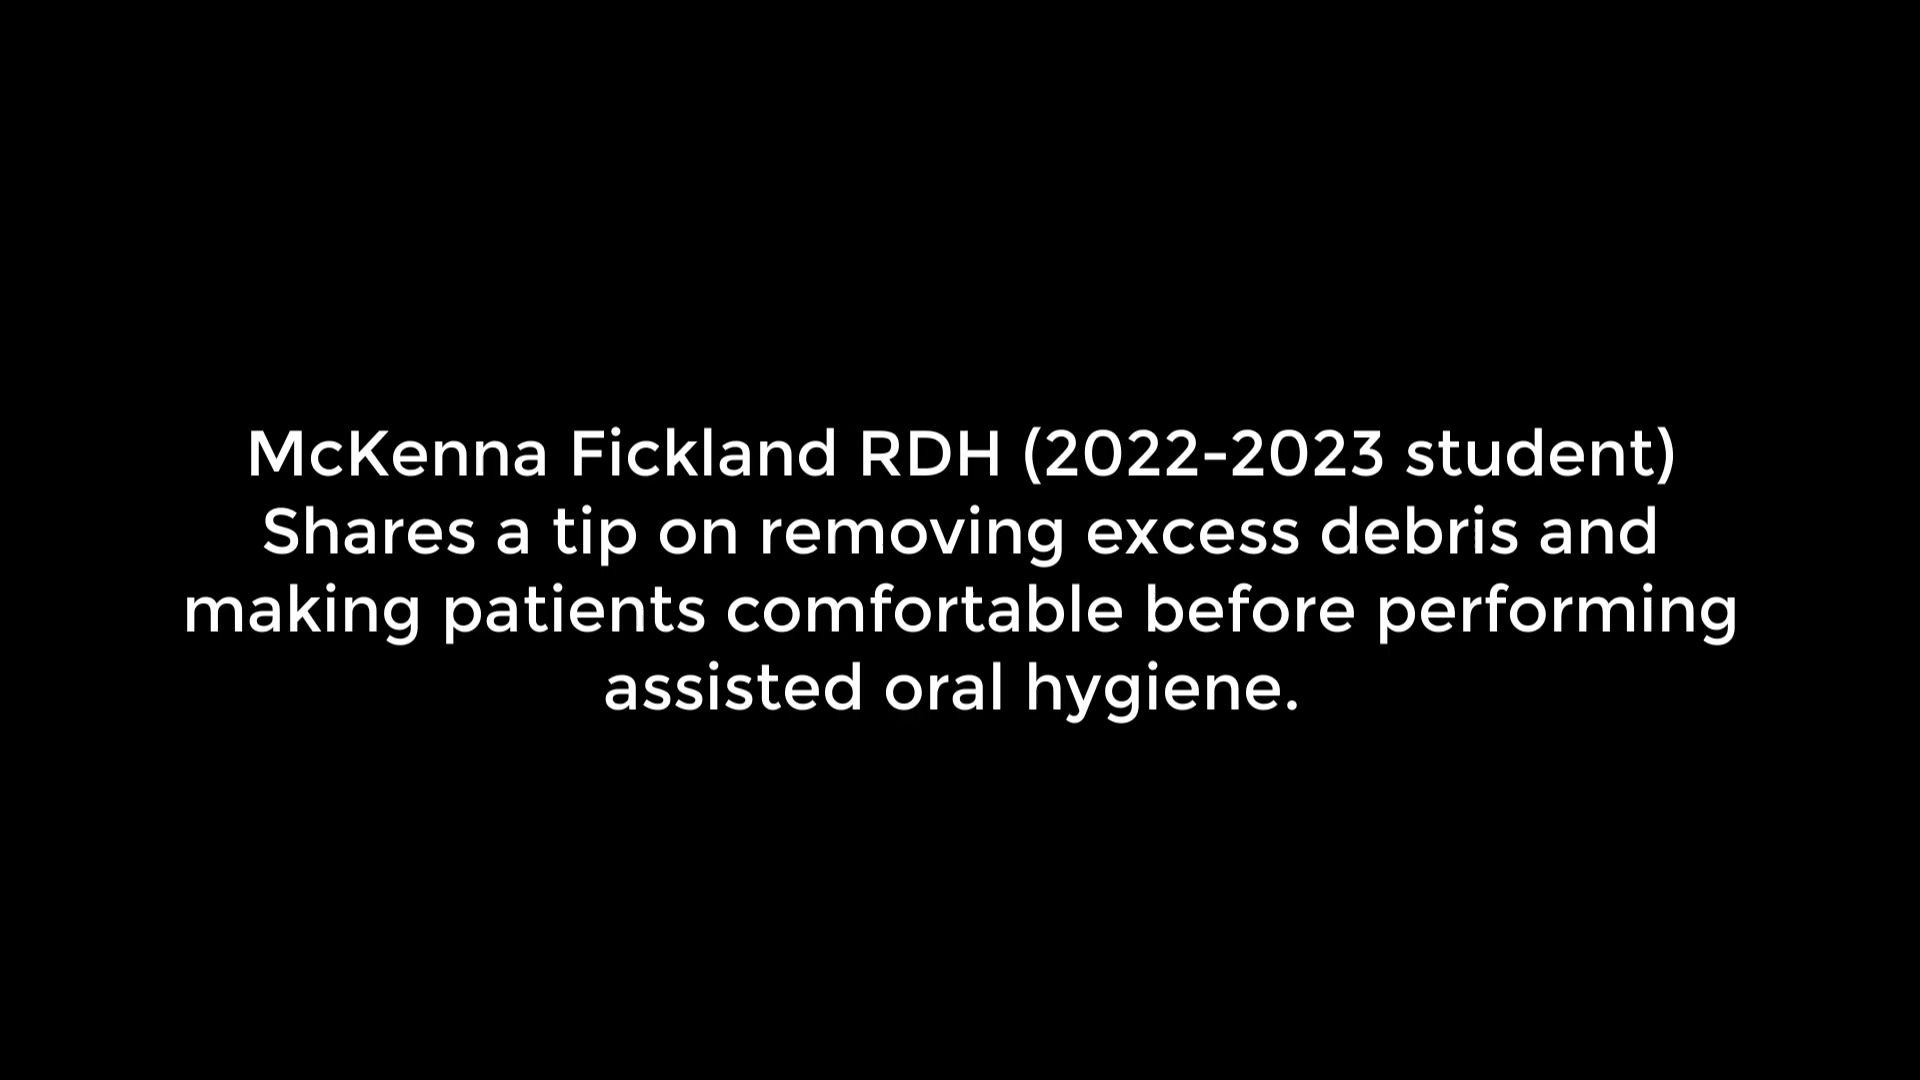 McKenna Fickland RDH (2022-2023 student)
Shares a tip on removing excess debris and
making patients comfortable before performing
assisted oral hygiene.